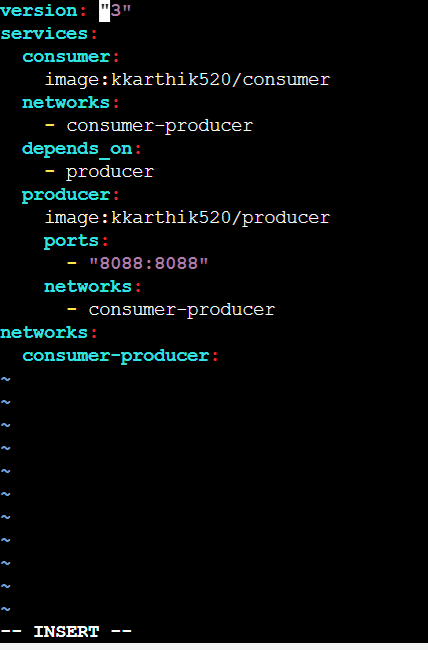 version: "3"
services:
  consumer:
    image:kkarthik520/consumer
  networks:
    - consumer-producer
  depends_on:
    - producer
  producer:
    image:kkarthik520/producer
    ports:
      - "8088:8088"
    networks:
      - consumer-producer
networks:
  consumer-producer:
~
~
~
~
~
~
~
~
~
~
~
-- INSERT --